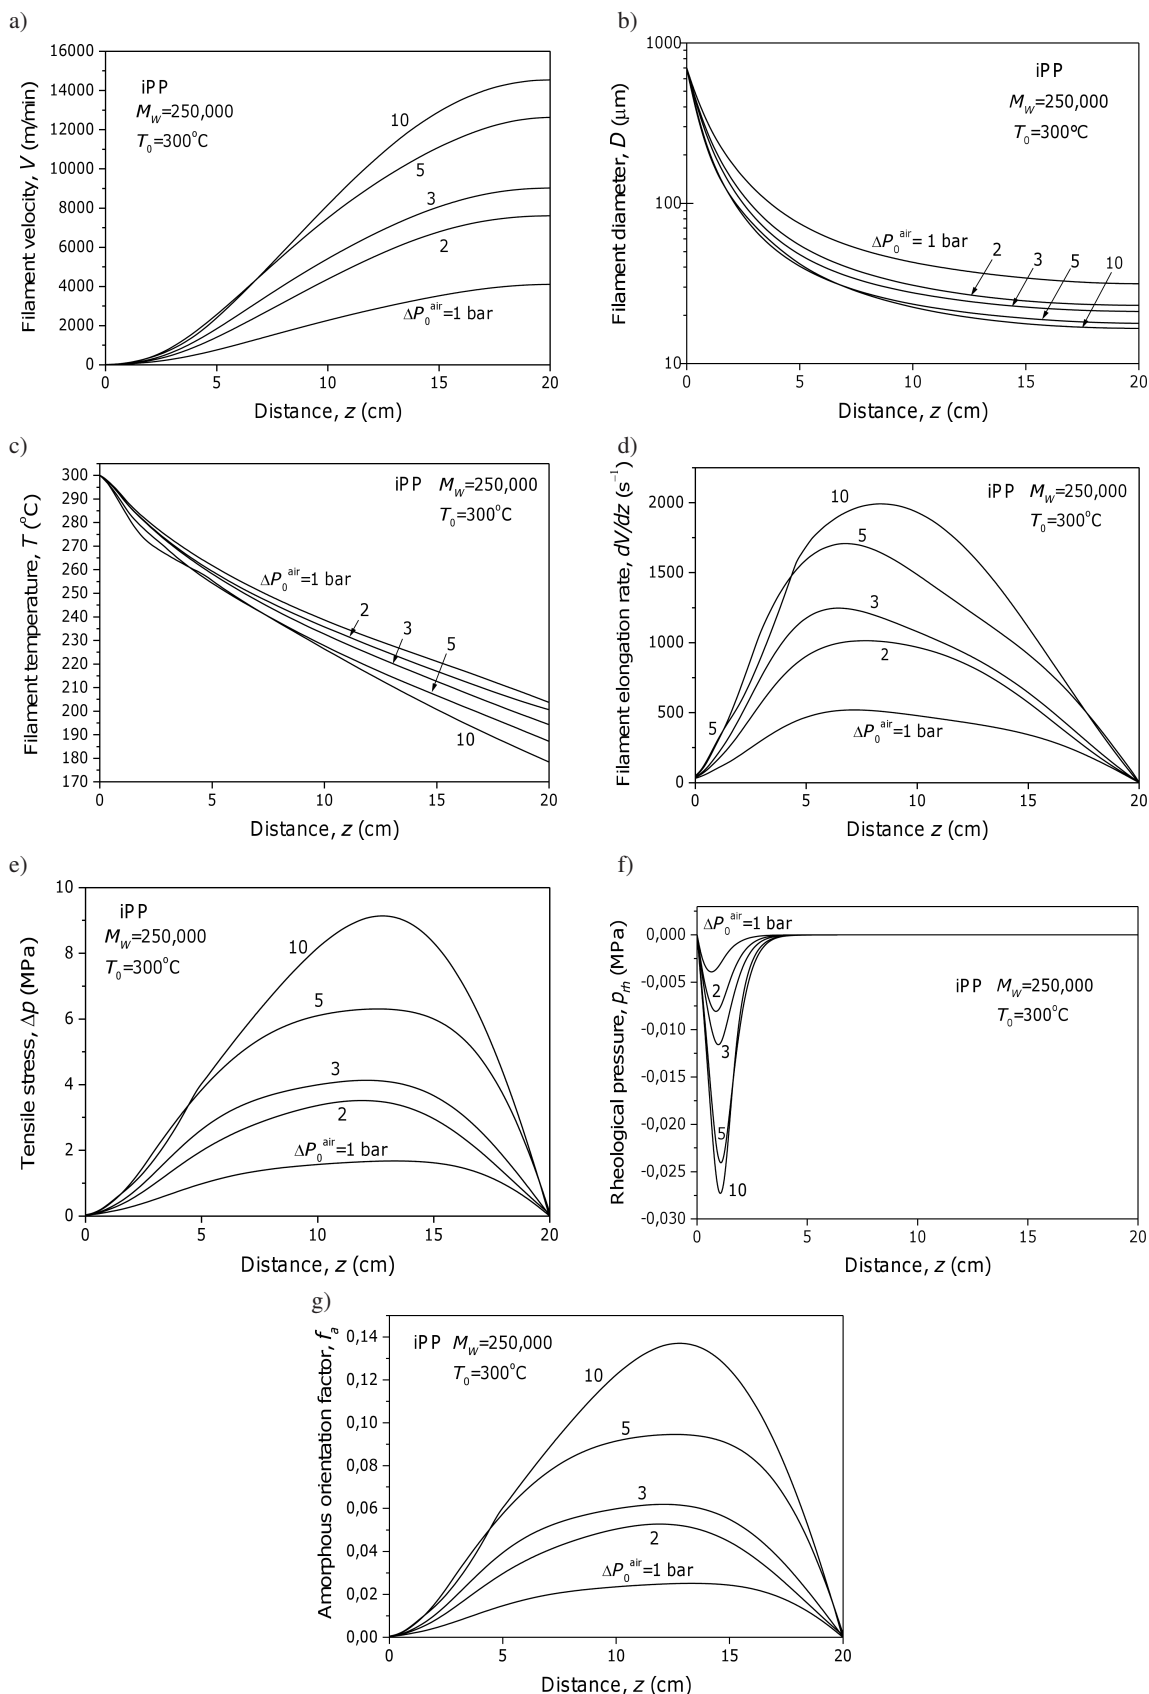 a)
16000
14000
12000
10000
8000
6000
4000
2000
0
Filament velocity, V (m/min)
iPP
M_W=250,000
T_0=300°C
10
5
3
2
ΔP_0^air=1 bar
0 5 10 15 20
Distance, z (cm)
b)
1000
100
10
Filament diameter, D (μm)
iPP
M_W=250,000
T_0=300ºC
ΔP_0^air= 1 bar
2
3
5
10
0 5 10 15 20
Distance, z (cm)
c)
300
290
280
270
260
250
240
230
220
210
200
190
180
170
Filament temperature, T (°C)
iPP M_W=250,000
T_0=300°C
ΔP_0^air=1 bar
2
3
5
10
0 5 10 15 20
Distance, z (cm)
d)
2000
1500
1000
500
0
Filament elongation rate, dV/dz (s⁻¹)
iPP M_W=250,000
T_0=300°C
10
5
3
2
5
ΔP_0^air=1 bar
0 5 10 15 20
Distance z (cm)
e)
10
8
6
4
2
0
Tensile stress, Δp (MPa)
iPP
M_W=250,000
T_0=300°C
10
5
3
2
ΔP_0^air=1 bar
0 5 10 15 20
Distance, z (cm)
f)
0,000
-0,005
-0,010
-0,015
-0,020
-0,025
-0,030
Rheological pressure, p_rh (MPa)
ΔP_0^air=1 bar
iPP M_W=250,000
T_0=300°C
2
3
5
10
0 5 10 15 20
Distance, z (cm)
g)
0,14
0,12
0,10
0,08
0,06
0,04
0,02
0,00
Amorphous orientation factor, f_a
iPP M_W=250,000
T_0=300°C
10
5
3
2
ΔP_0^air=1 bar
0 5 10 15 20
Distance, z (cm)